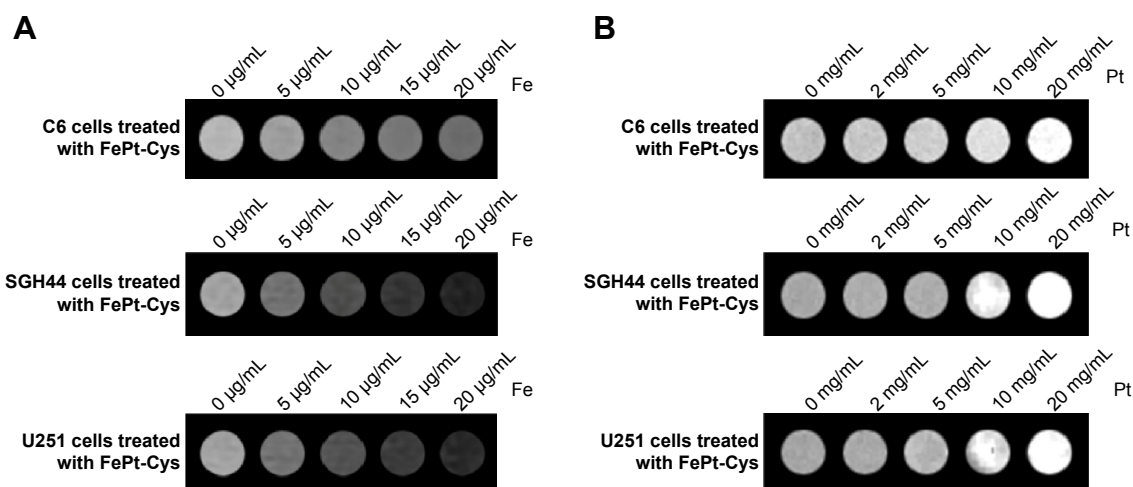 A
0 µg/mL 5 µg/mL 10 µg/mL 15 µg/mL 20 µg/mL Fe
C6 cells treated
with FePt-Cys
0 µg/mL 5 µg/mL 10 µg/mL 15 µg/mL 20 µg/mL Fe
SGH44 cells treated
with FePt-Cys
0 µg/mL 5 µg/mL 10 µg/mL 15 µg/mL 20 µg/mL Fe
U251 cells treated
with FePt-Cys
B
0 mg/mL 2 mg/mL 5 mg/mL 10 mg/mL 20 mg/mL Pt
C6 cells treated
with FePt-Cys
0 mg/mL 2 mg/mL 5 mg/mL 10 mg/mL 20 mg/mL Pt
SGH44 cells treated
with FePt-Cys
0 mg/mL 2 mg/mL 5 mg/mL 10 mg/mL 20 mg/mL Pt
U251 cells treated
with FePt-Cys